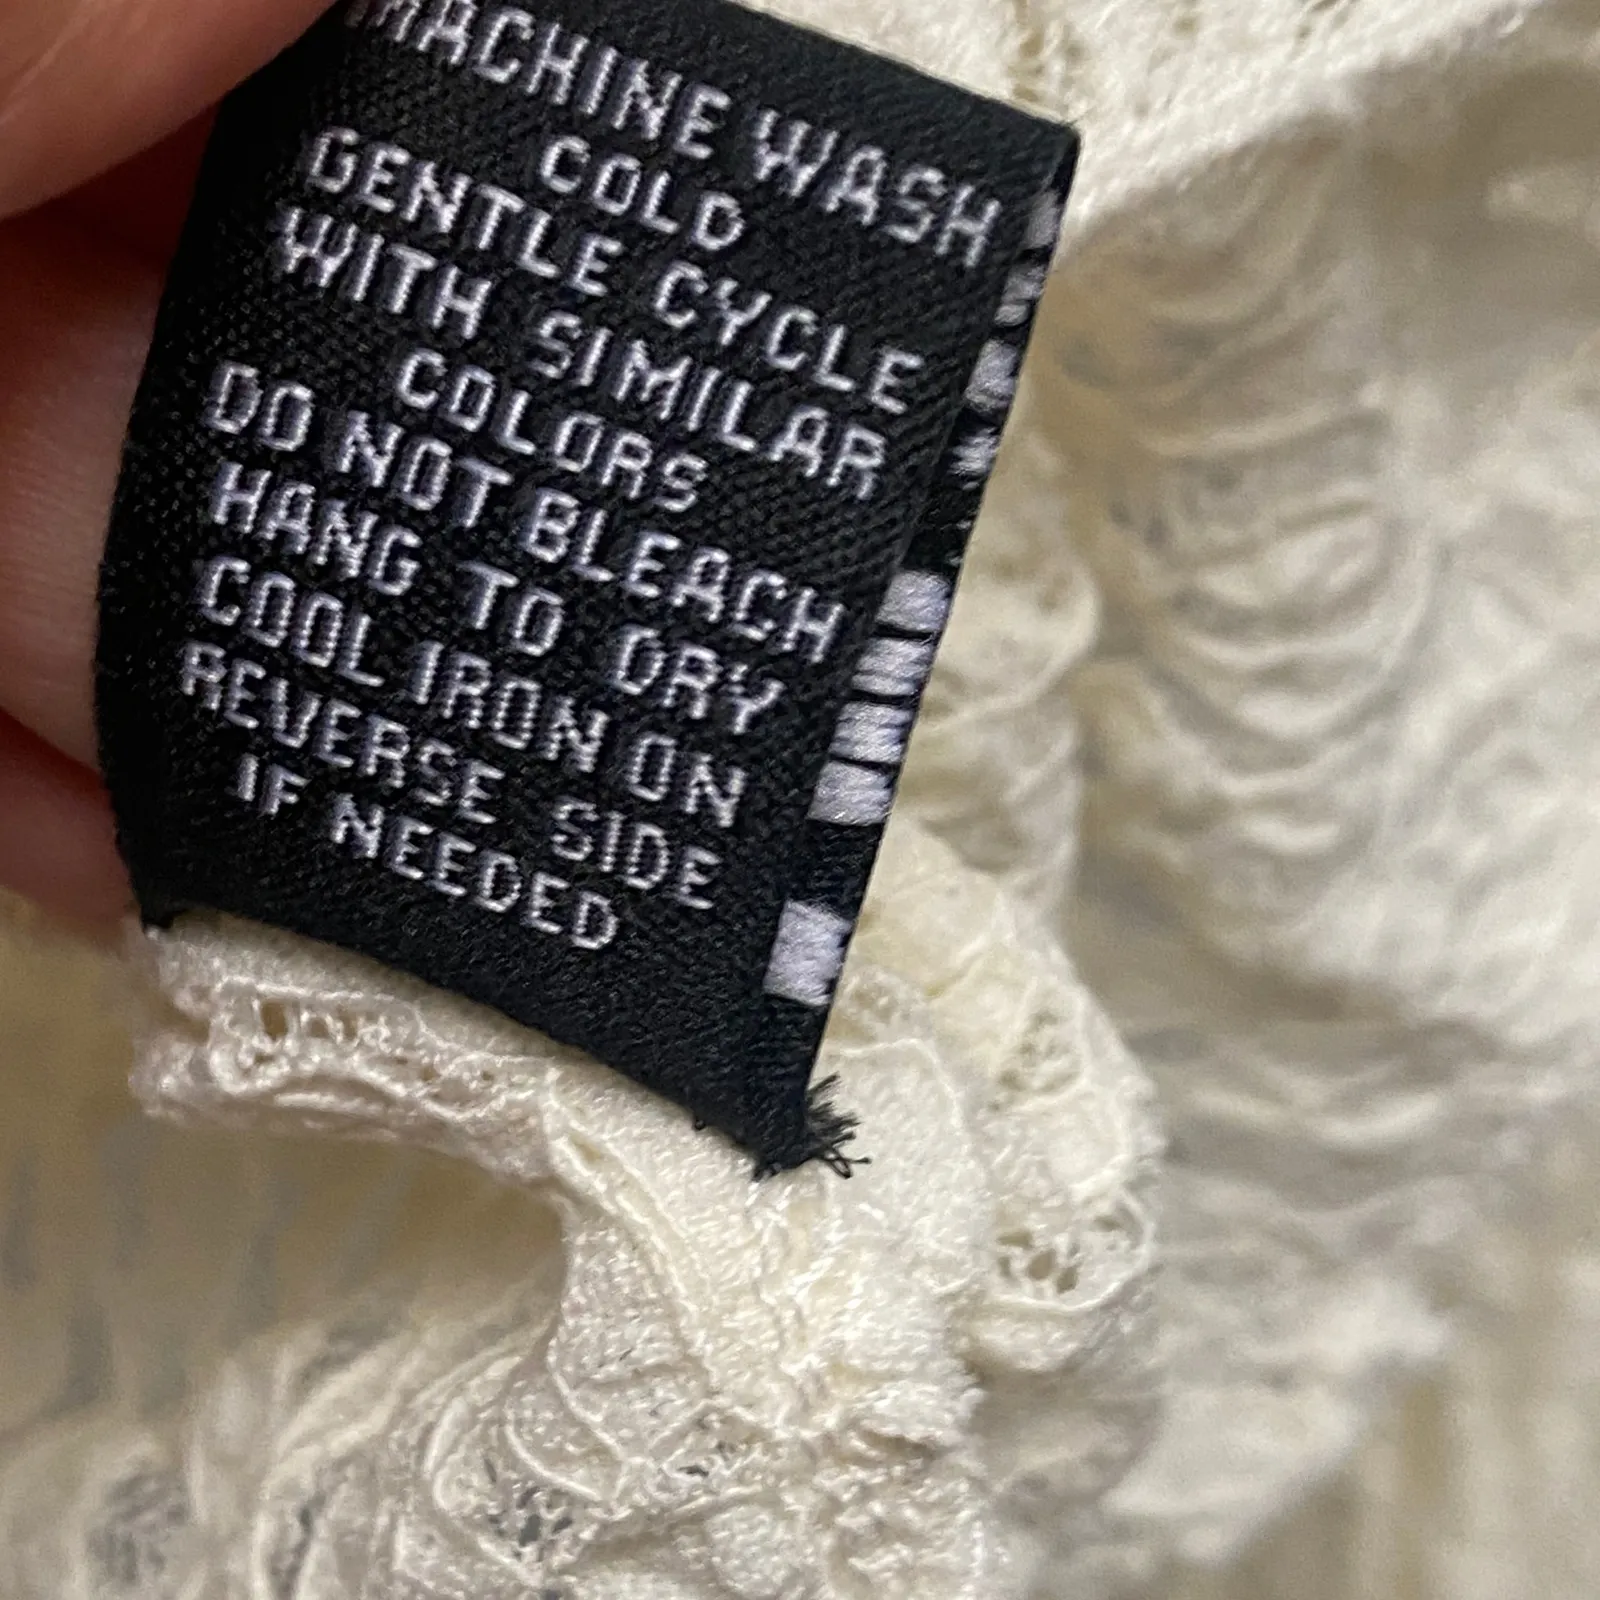 MACHINE WASH
COLD
GENTLE CYCLE
WITH SIMILAR
COLORS
DO NOT BLEACH
HANG TO DRY
COOL IRON ON
REVERSE SIDE
IF NEEDED